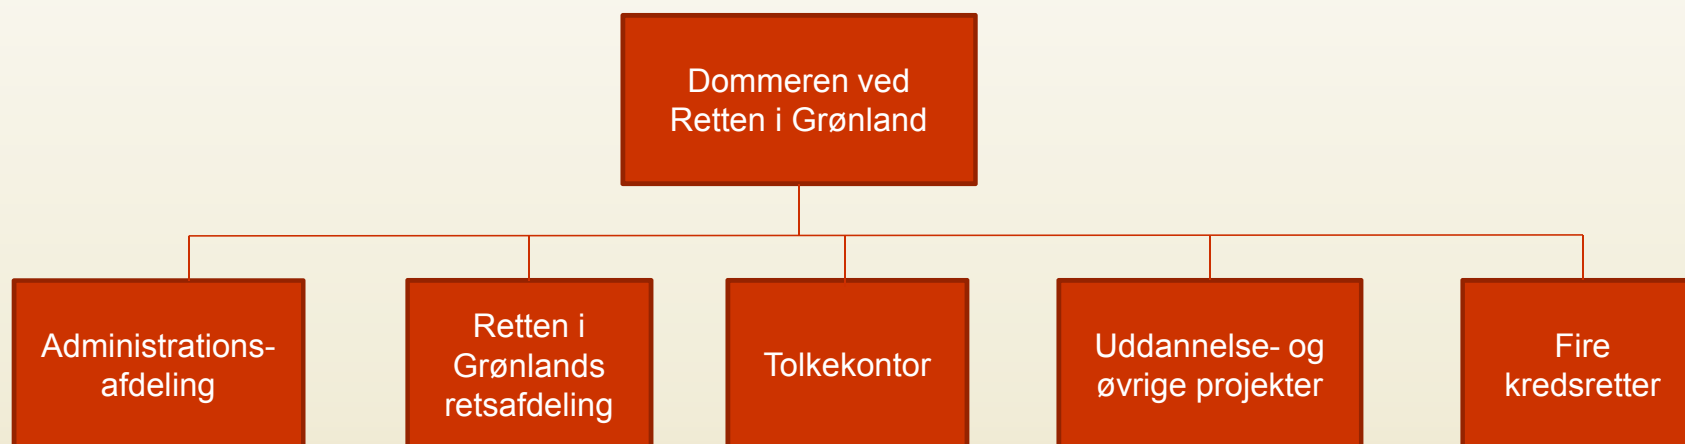 Dommeren ved
Retten i Grønland
Administrations-
afdeling
Retten i
Grønlands
retsafdeling
Tolkekontor
Uddannelse- og
øvrige projekter
Fire
kredsretter